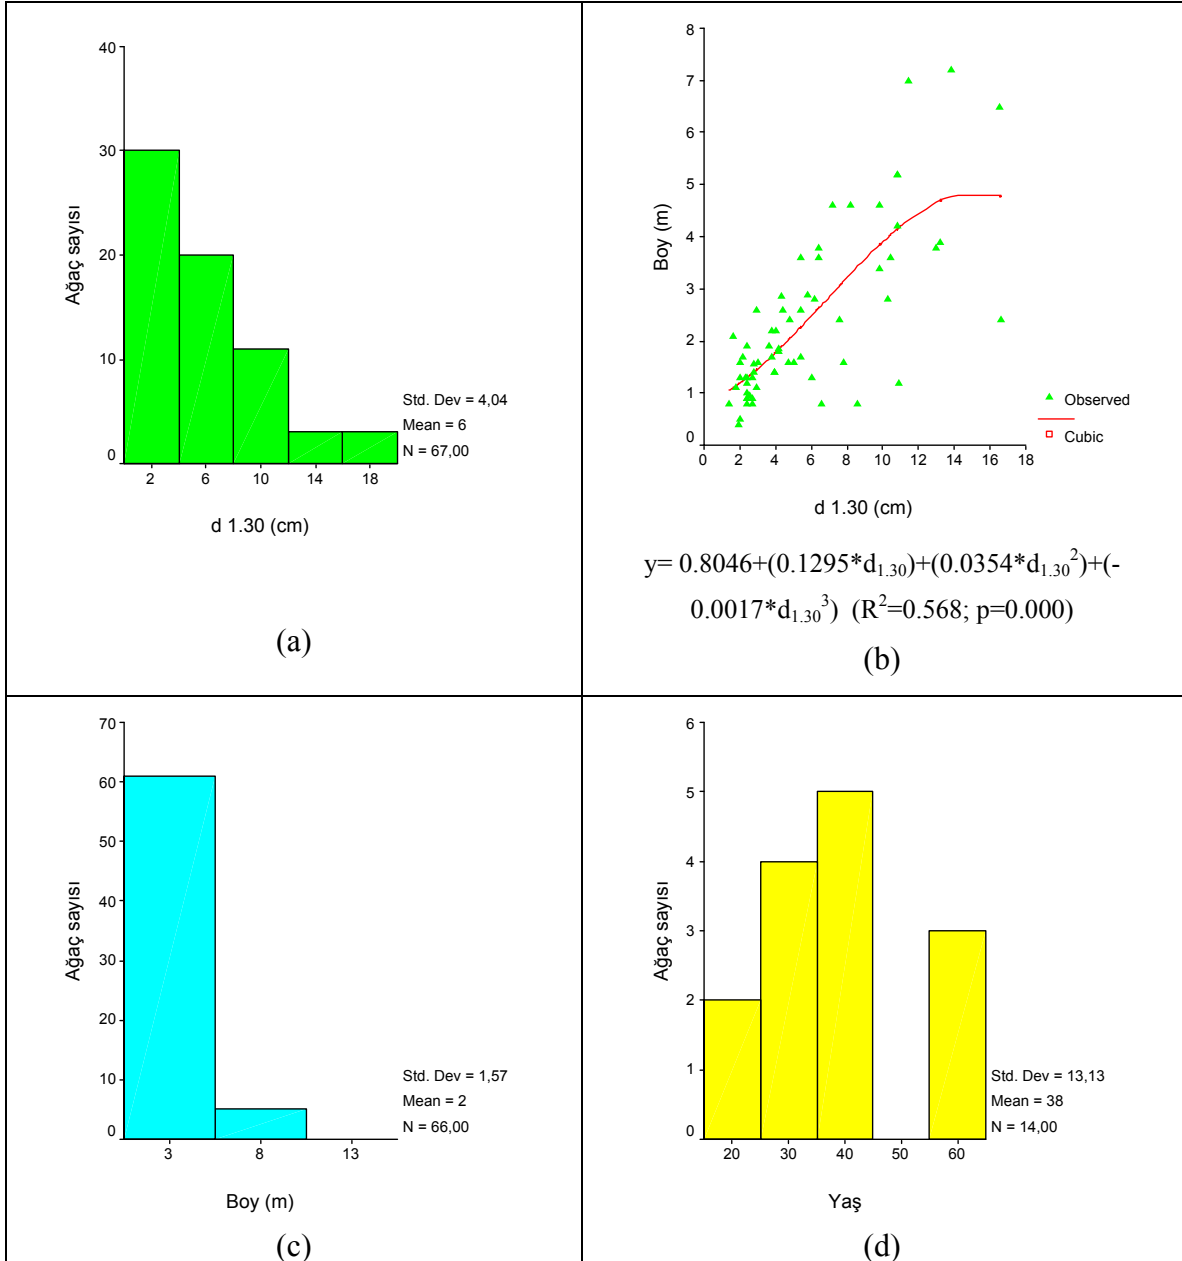 40
30
20
10
0
Ağaç sayısı
2 6 10 14 18
d 1.30 (cm)
Std. Dev = 4,04
Mean = 6
N = 67,00
(a)
8
7
6
5
4
3
2
1
0
Boy (m)
0 2 4 6 8 10 12 14 16 18
d 1.30 (cm)
Observed
Cubic
y= 0.8046+(0.1295*d1.30)+(0.0354*d1.30²)+(-
0.0017*d1.30³) (R²=0.568; p=0.000)
(b)
70
60
50
40
30
20
10
0
Ağaç sayısı
3 8 13
Boy (m)
Std. Dev = 1,57
Mean = 2
N = 66,00
(c)
6
5
4
3
2
1
0
Ağaç sayısı
20 30 40 50 60
Yaş
Std. Dev = 13,13
Mean = 38
N = 14,00
(d)